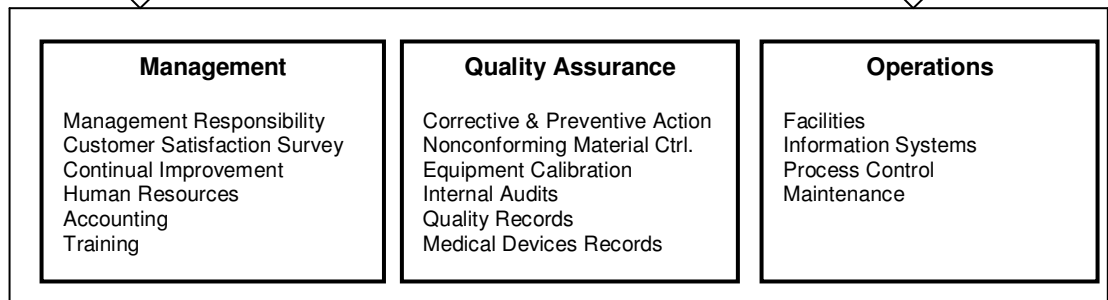 Management
Management Responsibility
Customer Satisfaction Survey
Continual Improvement
Human Resources
Accounting
Training
Quality Assurance
Corrective & Preventive Action
Nonconforming Material Ctrl.
Equipment Calibration
Internal Audits
Quality Records
Medical Devices Records
Operations
Facilities
Information Systems
Process Control
Maintenance